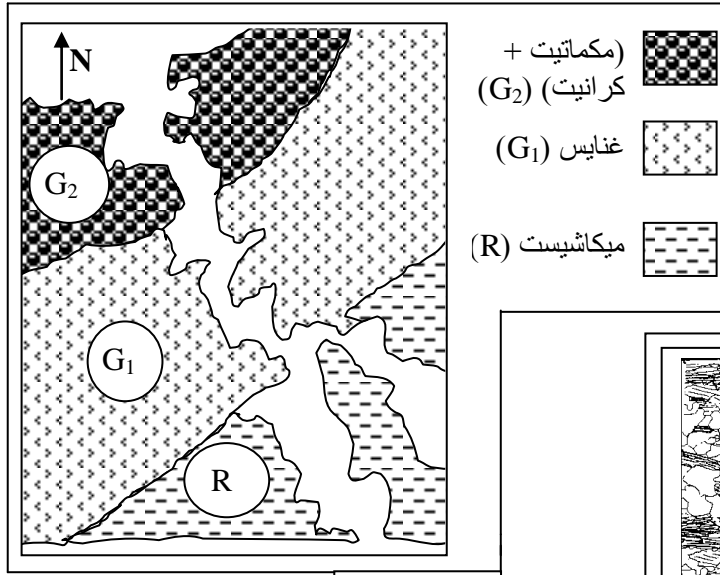 N
(مكماتيت +
كرانيت) (G₂)
غنايس (G₁)
ميكاشيست (R)
G₂
G₁
R